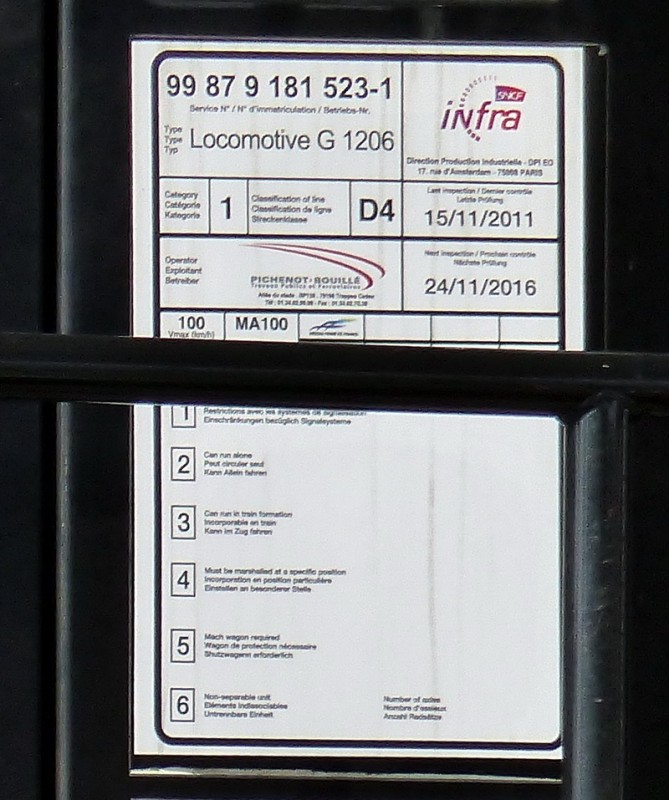 99 87 9 181 523-1
Service N° / N° d'immatriculation / Betriebs-Nr.
Type
Type
Typ
Locomotive G 1206
SNCF
infra
Direction Production Industrielle - DPI EO
17, rue d'Amsterdam - 75008 PARIS
Category
Catégorie
Kategorie
1
Classification of line
Classification de ligne
Streckenklasse
D4
Last inspection / Dernier contrôle
Letzte Prüfung
15/11/2011
Operator
Exploitant
Betreiber
PICHENOT-BOUILLÉ
Travaux Publics et Ferroviaires
Next inspection / Prochain contrôle
Nächste Prüfung
24/11/2016
100
Vmax (km/h)
MA100
1
Restrictions avec les systèmes de signalisation
Einschränkungen bezüglich Signalsysteme
2
Can run alone
Peut circuler seul
Kann Allein fahren
3
Can run in train formation
Incorporable en train
Kann im Zug fahren
4
Must be marshalled at a specific position
Incorporation en position particulière
Einstellen an besonderer Stelle
5
Mach wagon required
Wagon de protection nécessaire
Shutzwagenn erforderlich
6
Non-separable unit
Eléments indissociables
Untrennbare Einheit
Number of axles
Nombre d'essieux
Anzahl Radsätze